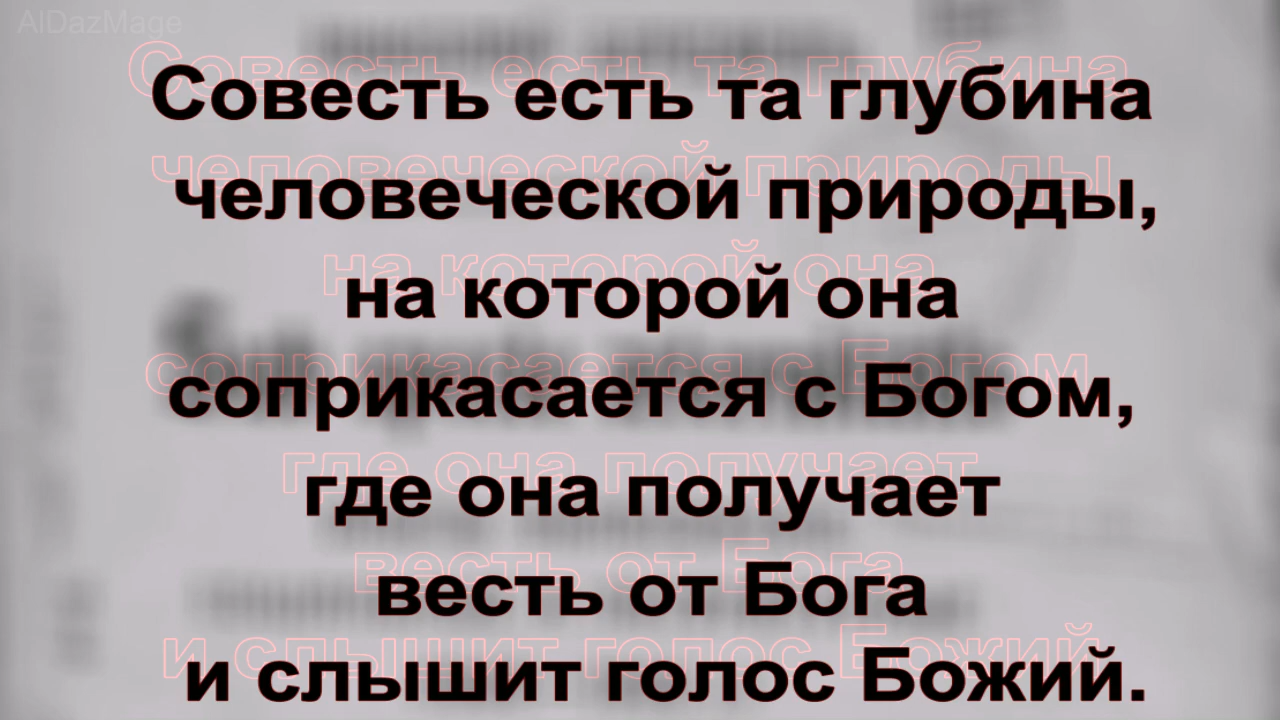 AlDazMage
Совесть есть та глубина
человеческой природы,
на которой она
соприкасается с Богом,
где она получает
весть от Бога
и слышит голос Божий.